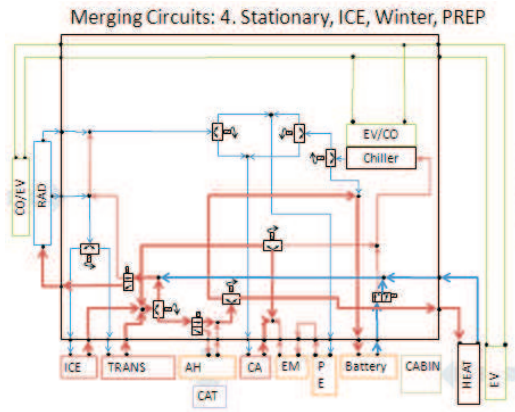 Merging Circuits: 4. Stationary, ICE, Winter, PREP
EV/CO
Chiller
CO/EV
RAD
ICE
TRANS
AH
CA
EM
P
E
Battery
CABIN
HEAT
EV
CAT